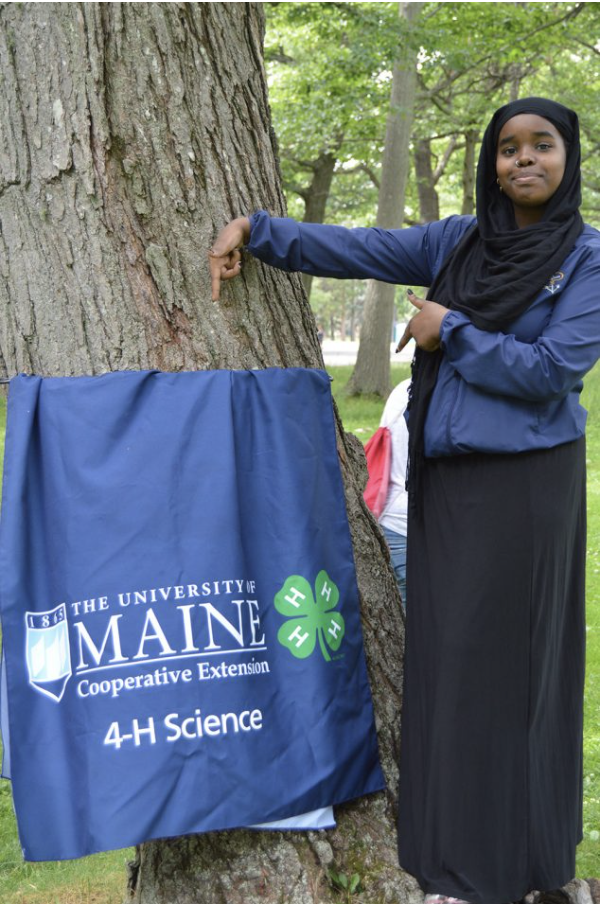 1865
THE UNIVERSITY OF
MAINE
Cooperative Extension
H H
H H
4-H Science